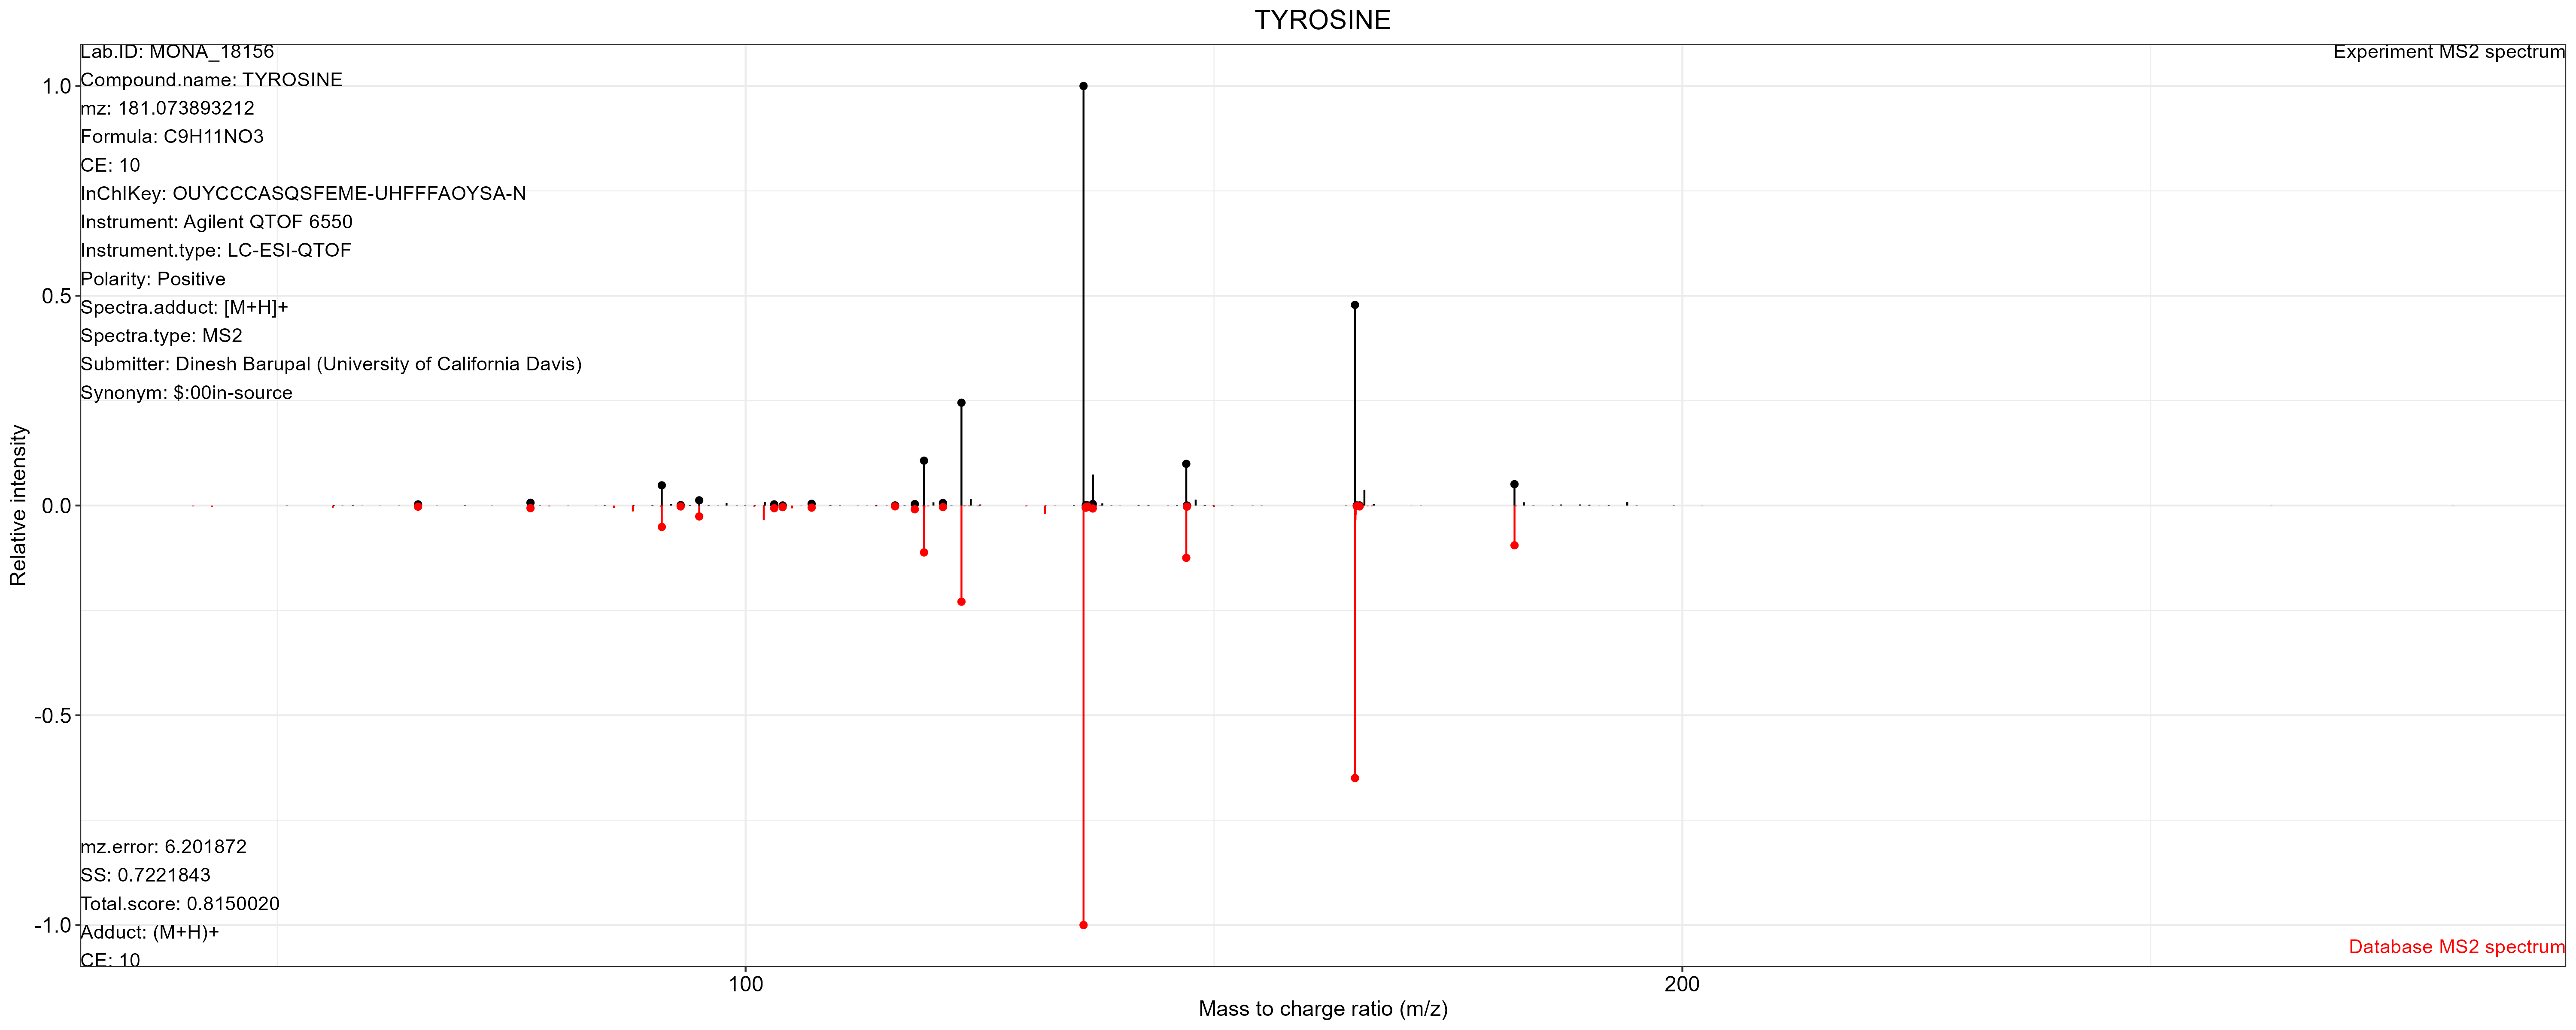 TYROSINE
Lab.ID: MONA_18156
Experiment MS2 spectrum
Compound.name: TYROSINE
mz: 181.073893212
Formula: C9H11NO3
CE: 10
InChIKey: OUYCCCASQSFEME-UHFFFAOYSA-N
Instrument: Agilent QTOF 6550
Instrument.type: LC-ESI-QTOF
Polarity: Positive
Spectra.adduct: [M+H]+
Spectra.type: MS2
Submitter: Dinesh Barupal (University of California Davis)
Synonym: $:00in-source
1.0
0.5
0.0
-0.5
-1.0
Relative intensity
mz.error: 6.201872
SS: 0.7221843
Total.score: 0.8150020
Adduct: (M+H)+
CE: 10
Database MS2 spectrum
100
200
Mass to charge ratio (m/z)